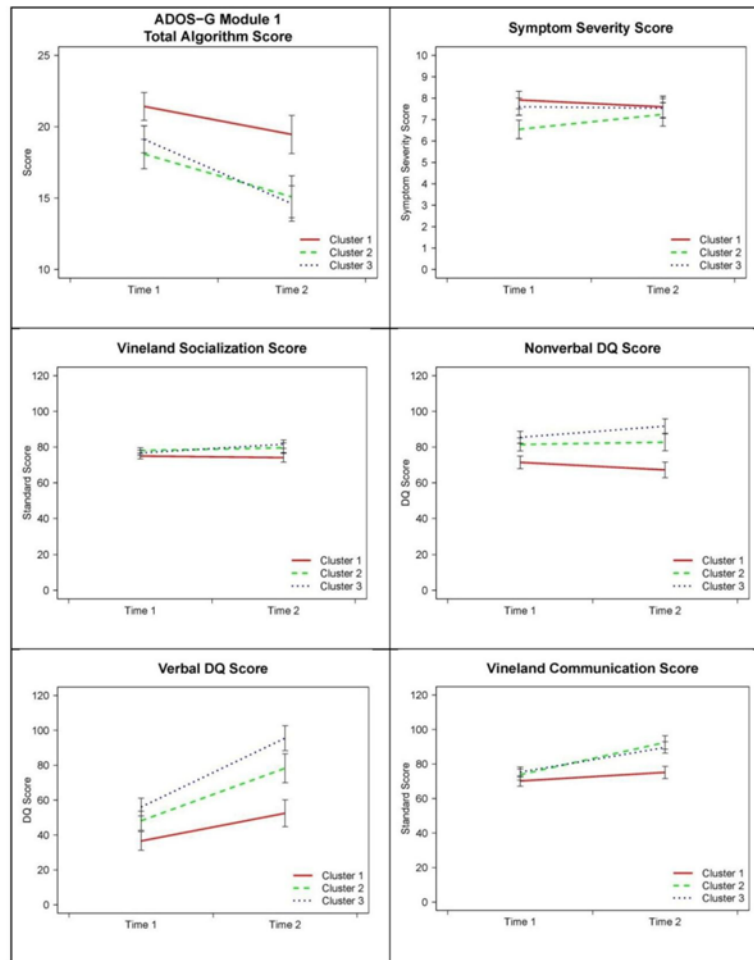 ADOS-G Module 1
Total Algorithm Score
25
20
15
10
Score
Cluster 1
Cluster 2
Cluster 3
Time 1
Time 2
Symptom Severity Score
10
9
8
7
6
5
4
3
2
1
0
Symptom Severity Score
Cluster 1
Cluster 2
Cluster 3
Time 1
Time 2
Vineland Socialization Score
120
100
80
60
40
20
0
Standard Score
Cluster 1
Cluster 2
Cluster 3
Time 1
Time 2
Nonverbal DQ Score
120
100
80
60
40
20
0
DQ Score
Cluster 1
Cluster 2
Cluster 3
Time 1
Time 2
Verbal DQ Score
120
100
80
60
40
20
0
DQ Score
Cluster 1
Cluster 2
Cluster 3
Time 1
Time 2
Vineland Communication Score
120
100
80
60
40
20
0
Standard Score
Cluster 1
Cluster 2
Cluster 3
Time 1
Time 2